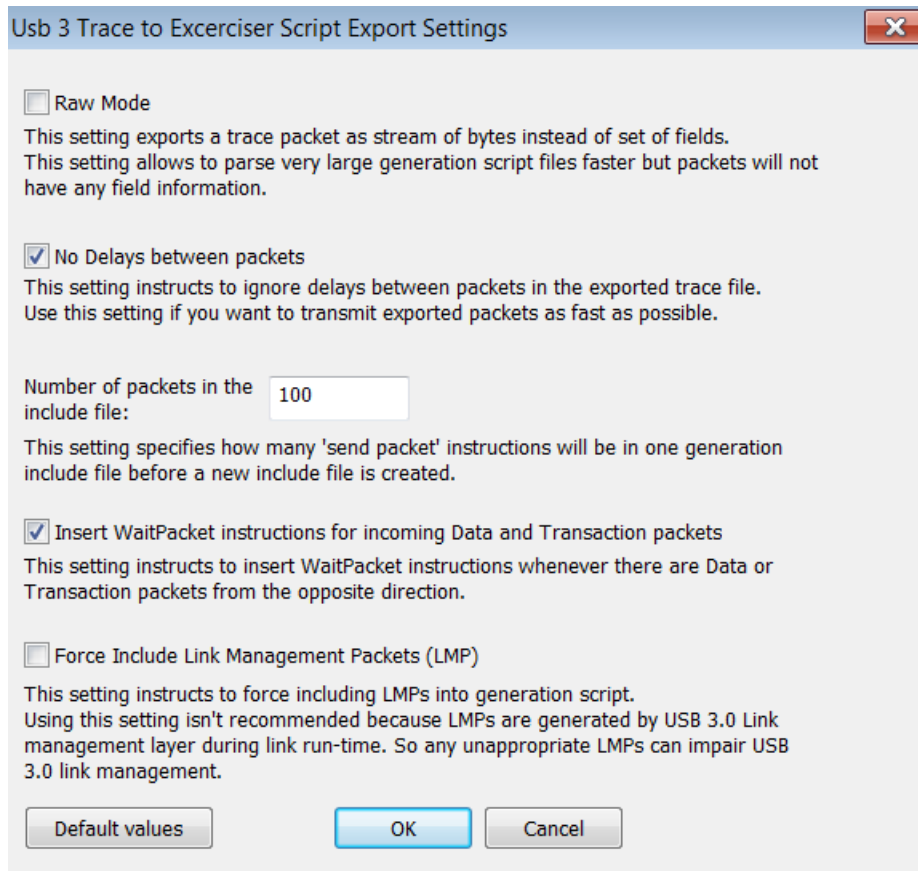 Usb 3 Trace to Excerciser Script Export Settings
Raw Mode
This setting exports a trace packet as stream of bytes instead of set of fields.
This setting allows to parse very large generation script files faster but packets will not
have any field information.
No Delays between packets
This setting instructs to ignore delays between packets in the exported trace file.
Use this setting if you want to transmit exported packets as fast as possible.
Number of packets in the
include file:
100
This setting specifies how many 'send packet' instructions will be in one generation
include file before a new include file is created.
Insert WaitPacket instructions for incoming Data and Transaction packets
This setting instructs to insert WaitPacket instructions whenever there are Data or
Transaction packets from the opposite direction.
Force Include Link Management Packets (LMP)
This setting instructs to force including LMPs into generation script.
Using this setting isn't recommended because LMPs are generated by USB 3.0 Link
management layer during link run-time. So any unappropriate LMPs can impair USB
3.0 link management.
Default values
OK
Cancel